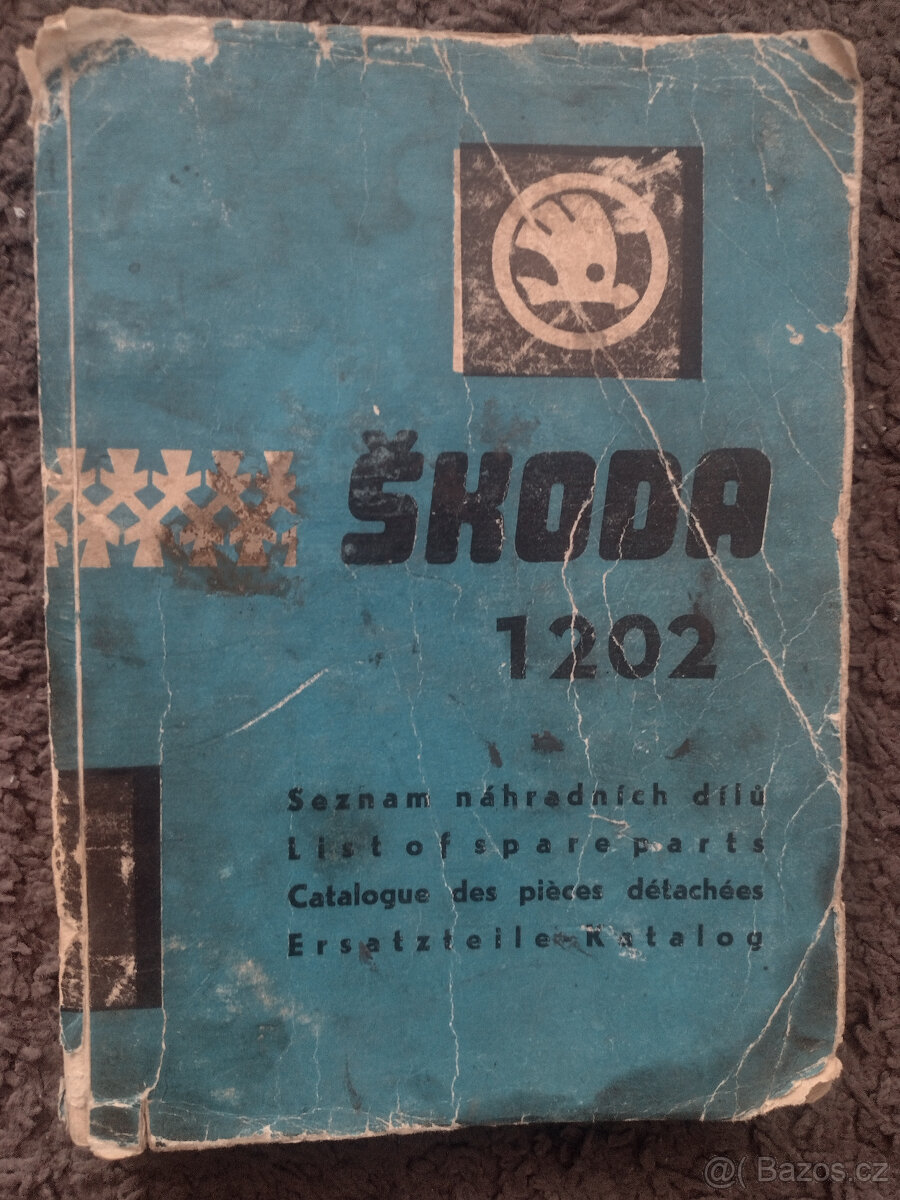 ŠKODA
1202
Seznam náhradních dílů
List of spare parts
Catalogue des pièces détachées
Ersatzteile-Katalog
@( Bazos.cz